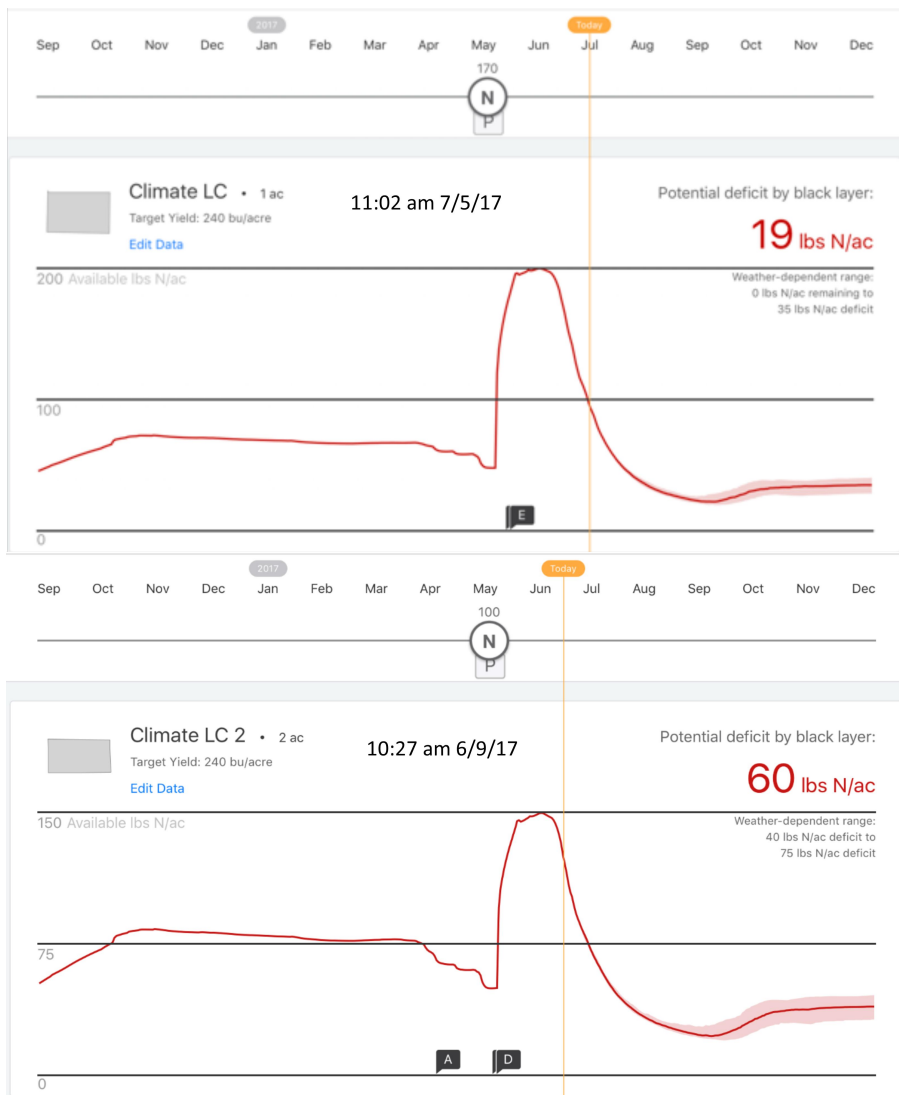 2017 Today
Sep Oct Nov Dec Jan Feb Mar Apr May Jun Jul Aug Sep Oct Nov Dec
170
N
P
Climate LC • 1 ac
11:02 am 7/5/17
Potential deficit by black layer:
Target Yield: 240 bu/acre
19 lbs N/ac
Edit Data
200 Available lbs N/ac
Weather-dependent range:
0 lbs N/ac remaining to
35 lbs N/ac deficit
100
E
0
2017 Today
Sep Oct Nov Dec Jan Feb Mar Apr May Jun Jul Aug Sep Oct Nov Dec
100
N
P
Climate LC 2 • 2 ac
10:27 am 6/9/17
Potential deficit by black layer:
Target Yield: 240 bu/acre
60 lbs N/ac
Edit Data
150 Available lbs N/ac
Weather-dependent range:
40 lbs N/ac deficit to
75 lbs N/ac deficit
75
A D
0